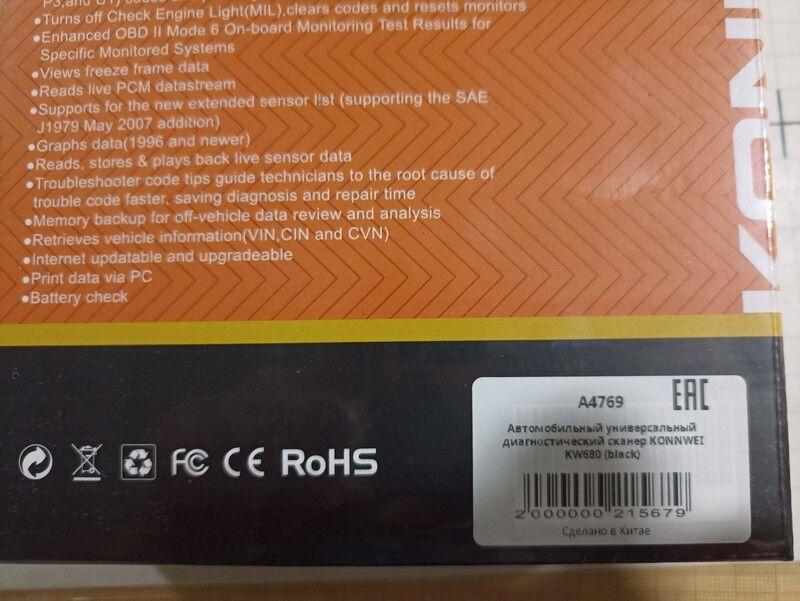 ●Turns off Check Engine Light(MIL),clears codes and resets monitors
●Enhanced OBD II Mode 6 On-board Monitoring Test Results for
Specific Monitored Systems
●Views freeze frame data
●Reads live PCM datastream
●Supports for the new extended sensor list (supporting the SAE
J1979 May 2007 addition)
●Graphs data(1996 and newer)
●Reads, stores & plays back live sensor data
●Troubleshooter code tips guide technicians to the root cause of
trouble code faster, saving diagnosis and repair time
●Memory backup for off-vehicle data review and analysis
●Retrieves vehicle information(VIN,CIN and CVN)
●Internet updatable and upgradeable
●Print data via PC
●Battery check
KONN
FC CE RoHS
A4769 EAC
Автомобильный универсальный
диагностический сканер KONNWEI
KW680 (black)
2 000000 215679
Сделано в Китае